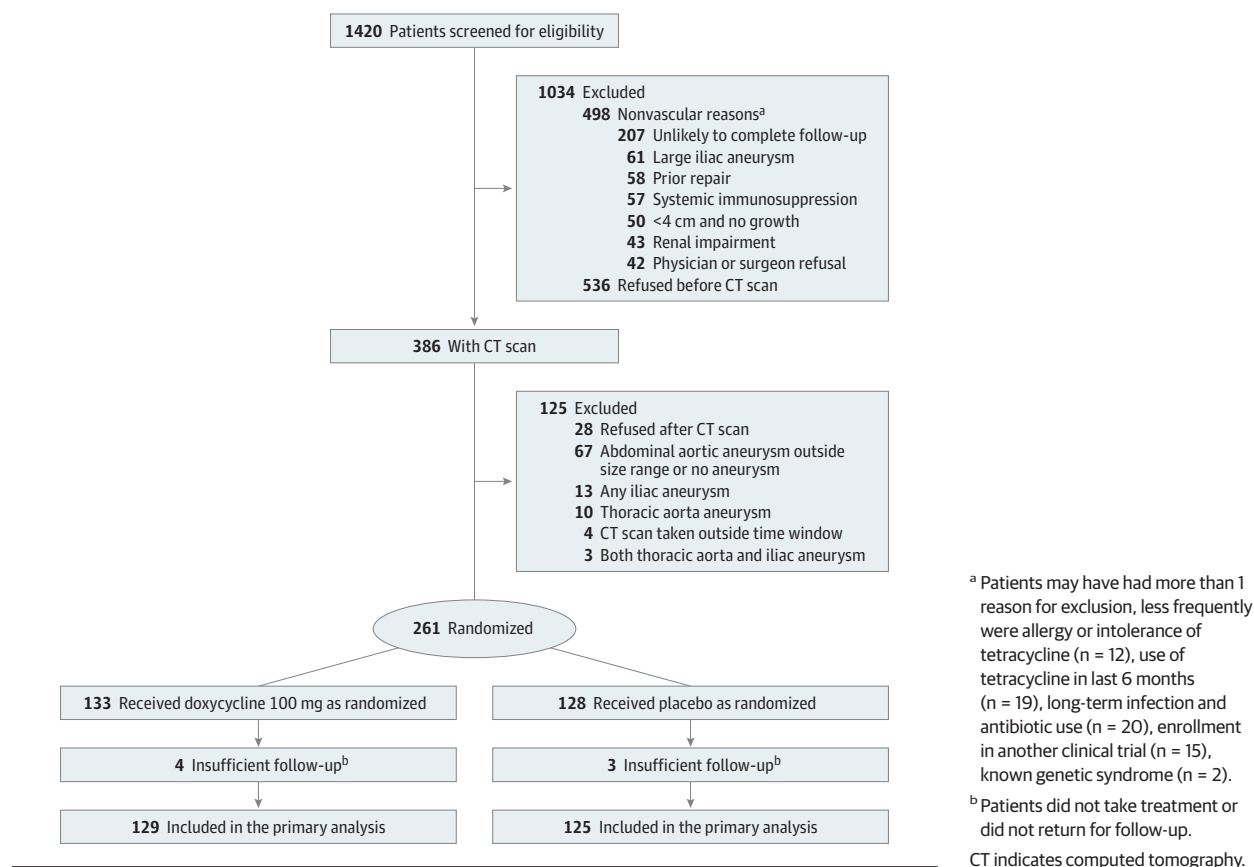 1420 Patients screened for eligibility
1034 Excluded
498 Nonvascular reasonsᵃ
207 Unlikely to complete follow-up
61 Large iliac aneurysm
58 Prior repair
57 Systemic immunosuppression
50 <4 cm and no growth
43 Renal impairment
42 Physician or surgeon refusal
536 Refused before CT scan
386 With CT scan
125 Excluded
28 Refused after CT scan
67 Abdominal aortic aneurysm outside
size range or no aneurysm
13 Any iliac aneurysm
10 Thoracic aorta aneurysm
4 CT scan taken outside time window
3 Both thoracic aorta and iliac aneurysm
261 Randomized
133 Received doxycycline 100 mg as randomized
128 Received placebo as randomized
4 Insufficient follow-upᵇ
3 Insufficient follow-upᵇ
129 Included in the primary analysis
125 Included in the primary analysis
ᵃ Patients may have had more than 1
reason for exclusion, less frequently
were allergy or intolerance of
tetracycline (n = 12), use of
tetracycline in last 6 months
(n = 19), long-term infection and
antibiotic use (n = 20), enrollment
in another clinical trial (n = 15),
known genetic syndrome (n = 2).
ᵇ Patients did not take treatment or
did not return for follow-up.
CT indicates computed tomography.